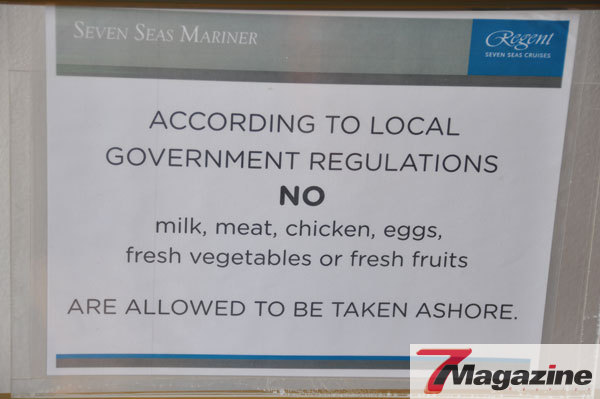 SEVEN SEAS MARINER
Regent
SEVEN SEAS CRUISES
ACCORDING TO LOCAL
GOVERNMENT REGULATIONS
NO
milk, meat, chicken, eggs,
fresh vegetables or fresh fruits
ARE ALLOWED TO BE TAKEN ASHORE.
7Magazine